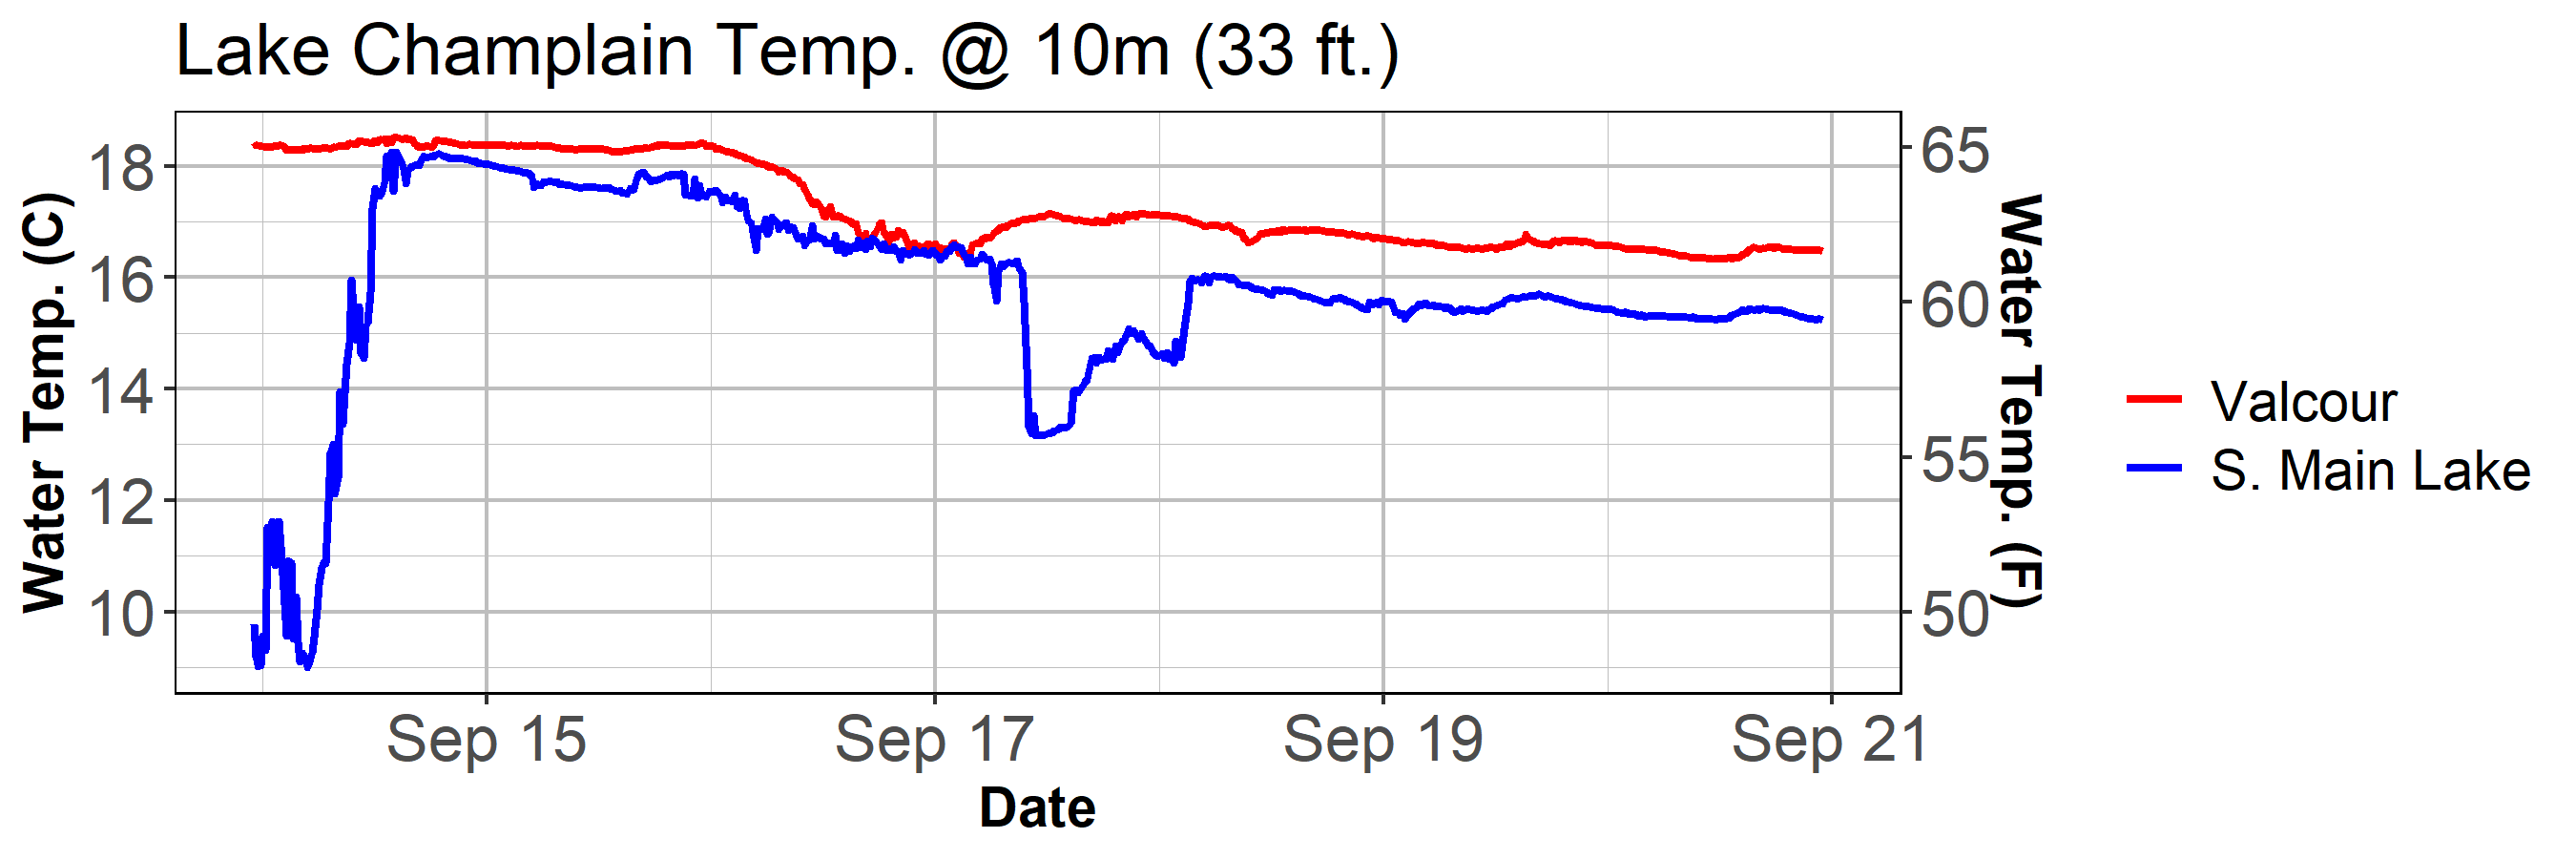 Lake Champlain Temp. @ 10m (33 ft.)
Water Temp. (C)
18
16
14
12
10
65
60
55
50
Water Temp. (F)
Sep 15
Sep 17
Sep 19
Sep 21
Date
Valcour
S. Main Lake